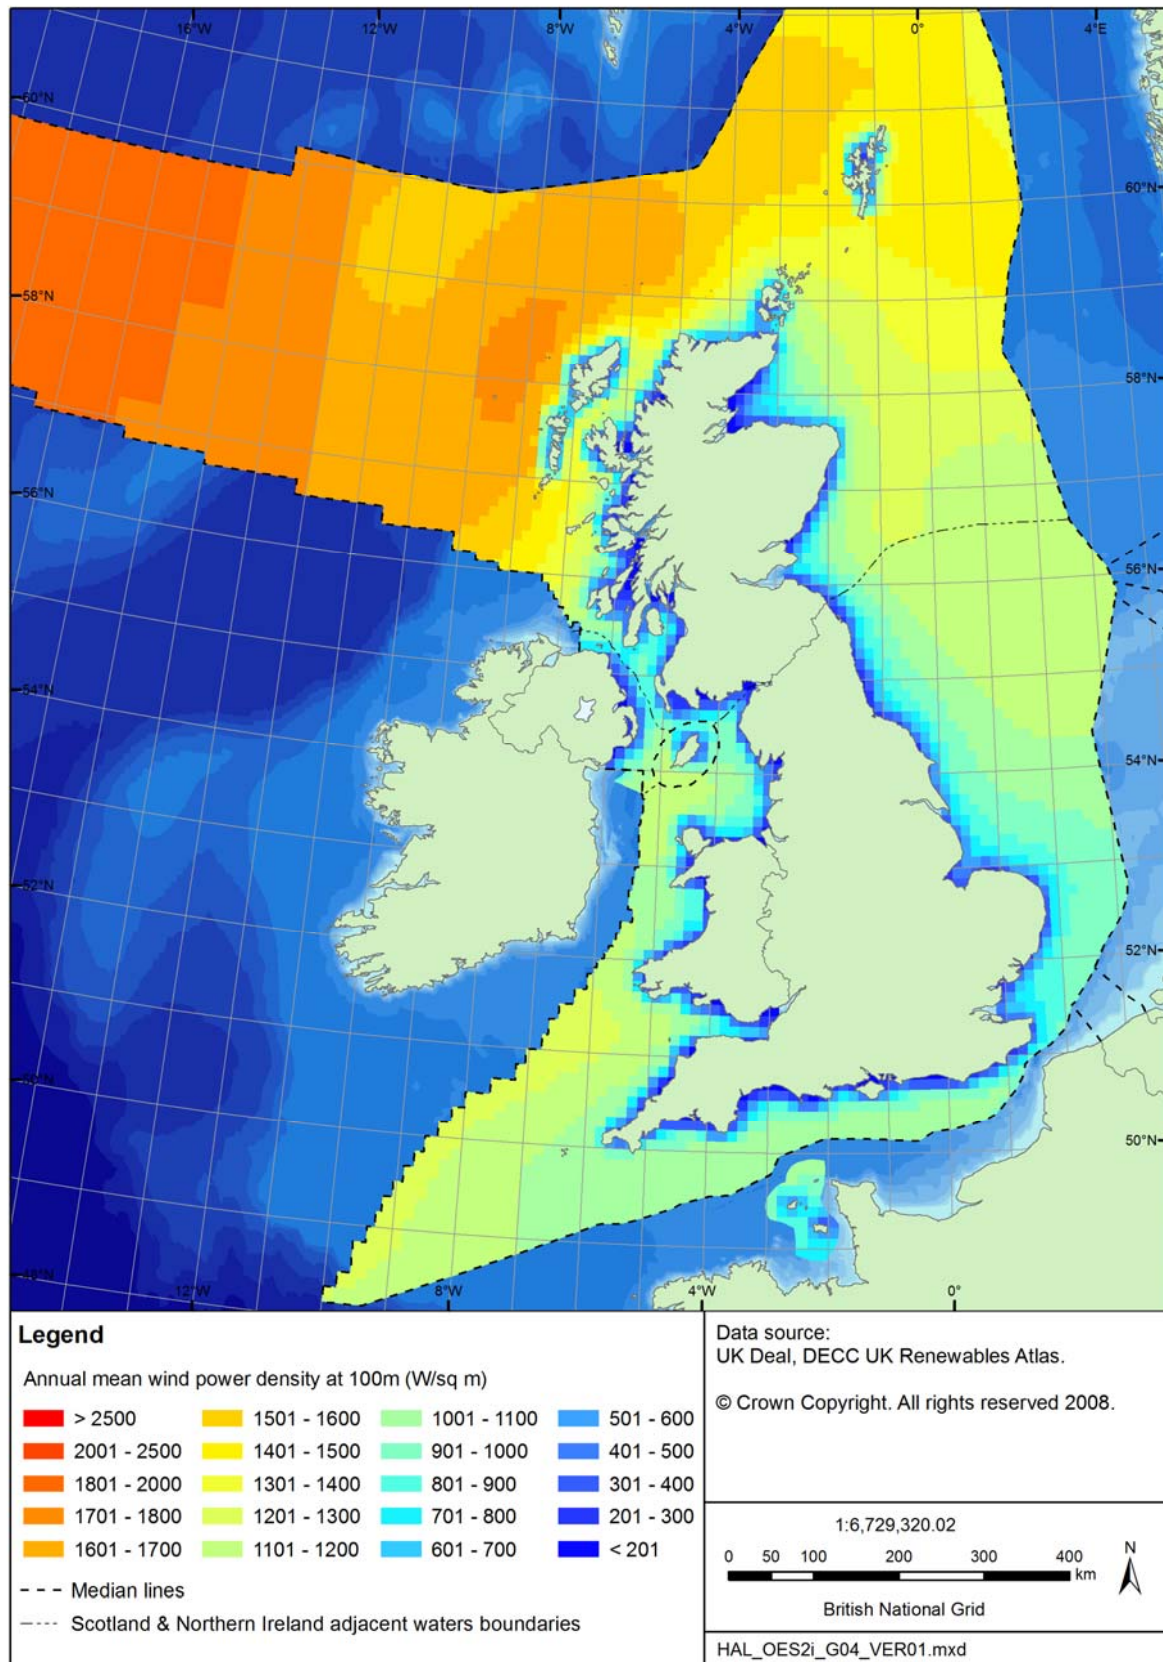 16°W 12°W 8°W 4°W 0° 4°E
60°N
60°N
58°N
58°N
56°N
56°N
54°N
54°N
52°N
52°N
50°N
50°N
48°N
12°W 8°W 4°W 0°
Legend
Annual mean wind power density at 100m (W/sq m)
> 2500 1501 - 1600 1001 - 1100 501 - 600
2001 - 2500 1401 - 1500 901 - 1000 401 - 500
1801 - 2000 1301 - 1400 801 - 900 301 - 400
1701 - 1800 1201 - 1300 701 - 800 201 - 300
1601 - 1700 1101 - 1200 601 - 700 < 201
Median lines
Scotland & Northern Ireland adjacent waters boundaries
Data source:
UK Deal, DECC UK Renewables Atlas.
© Crown Copyright. All rights reserved 2008.
1:6,729,320.02
0 50 100 200 300 400
km
N
British National Grid
HAL_OES2i_G04_VER01.mxd